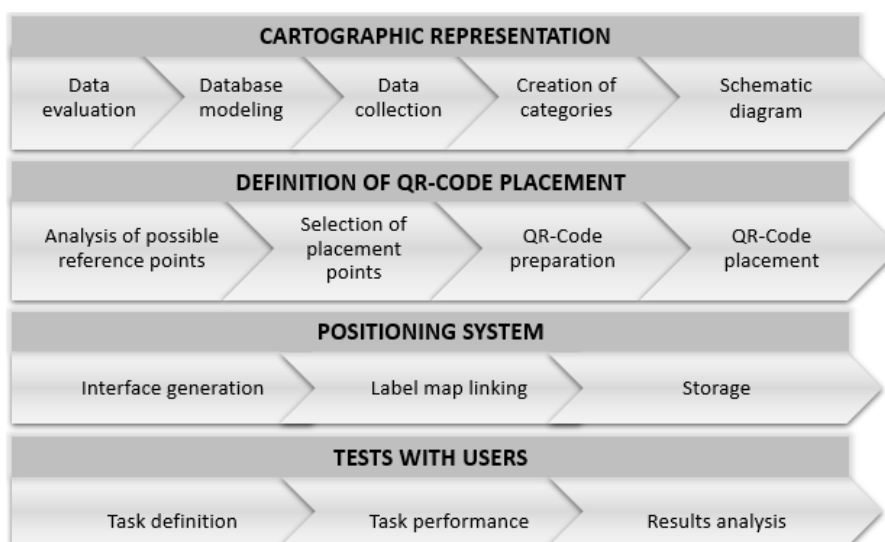 CARTOGRAPHIC REPRESENTATION
Data
evaluation
Database
modeling
Data
collection
Creation of
categories
Schematic
diagram
DEFINITION OF QR-CODE PLACEMENT
Analysis of possible
reference points
Selection of
placement
points
QR-Code
preparation
QR-Code
placement
POSITIONING SYSTEM
Interface generation
Label map linking
Storage
TESTS WITH USERS
Task definition
Task performance
Results analysis